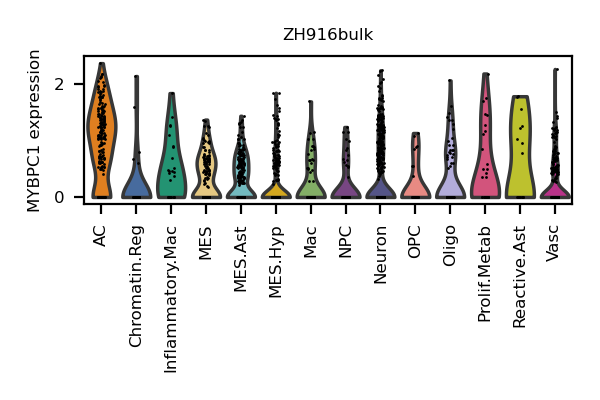 ZH916bulk
MYBPC1 expression
2
0
AC
Chromatin.Reg
Inflammatory.Mac
MES
MES.Ast
MES.Hyp
Mac
NPC
Neuron
OPC
Oligo
Prolif.Metab
Reactive.Ast
Vasc